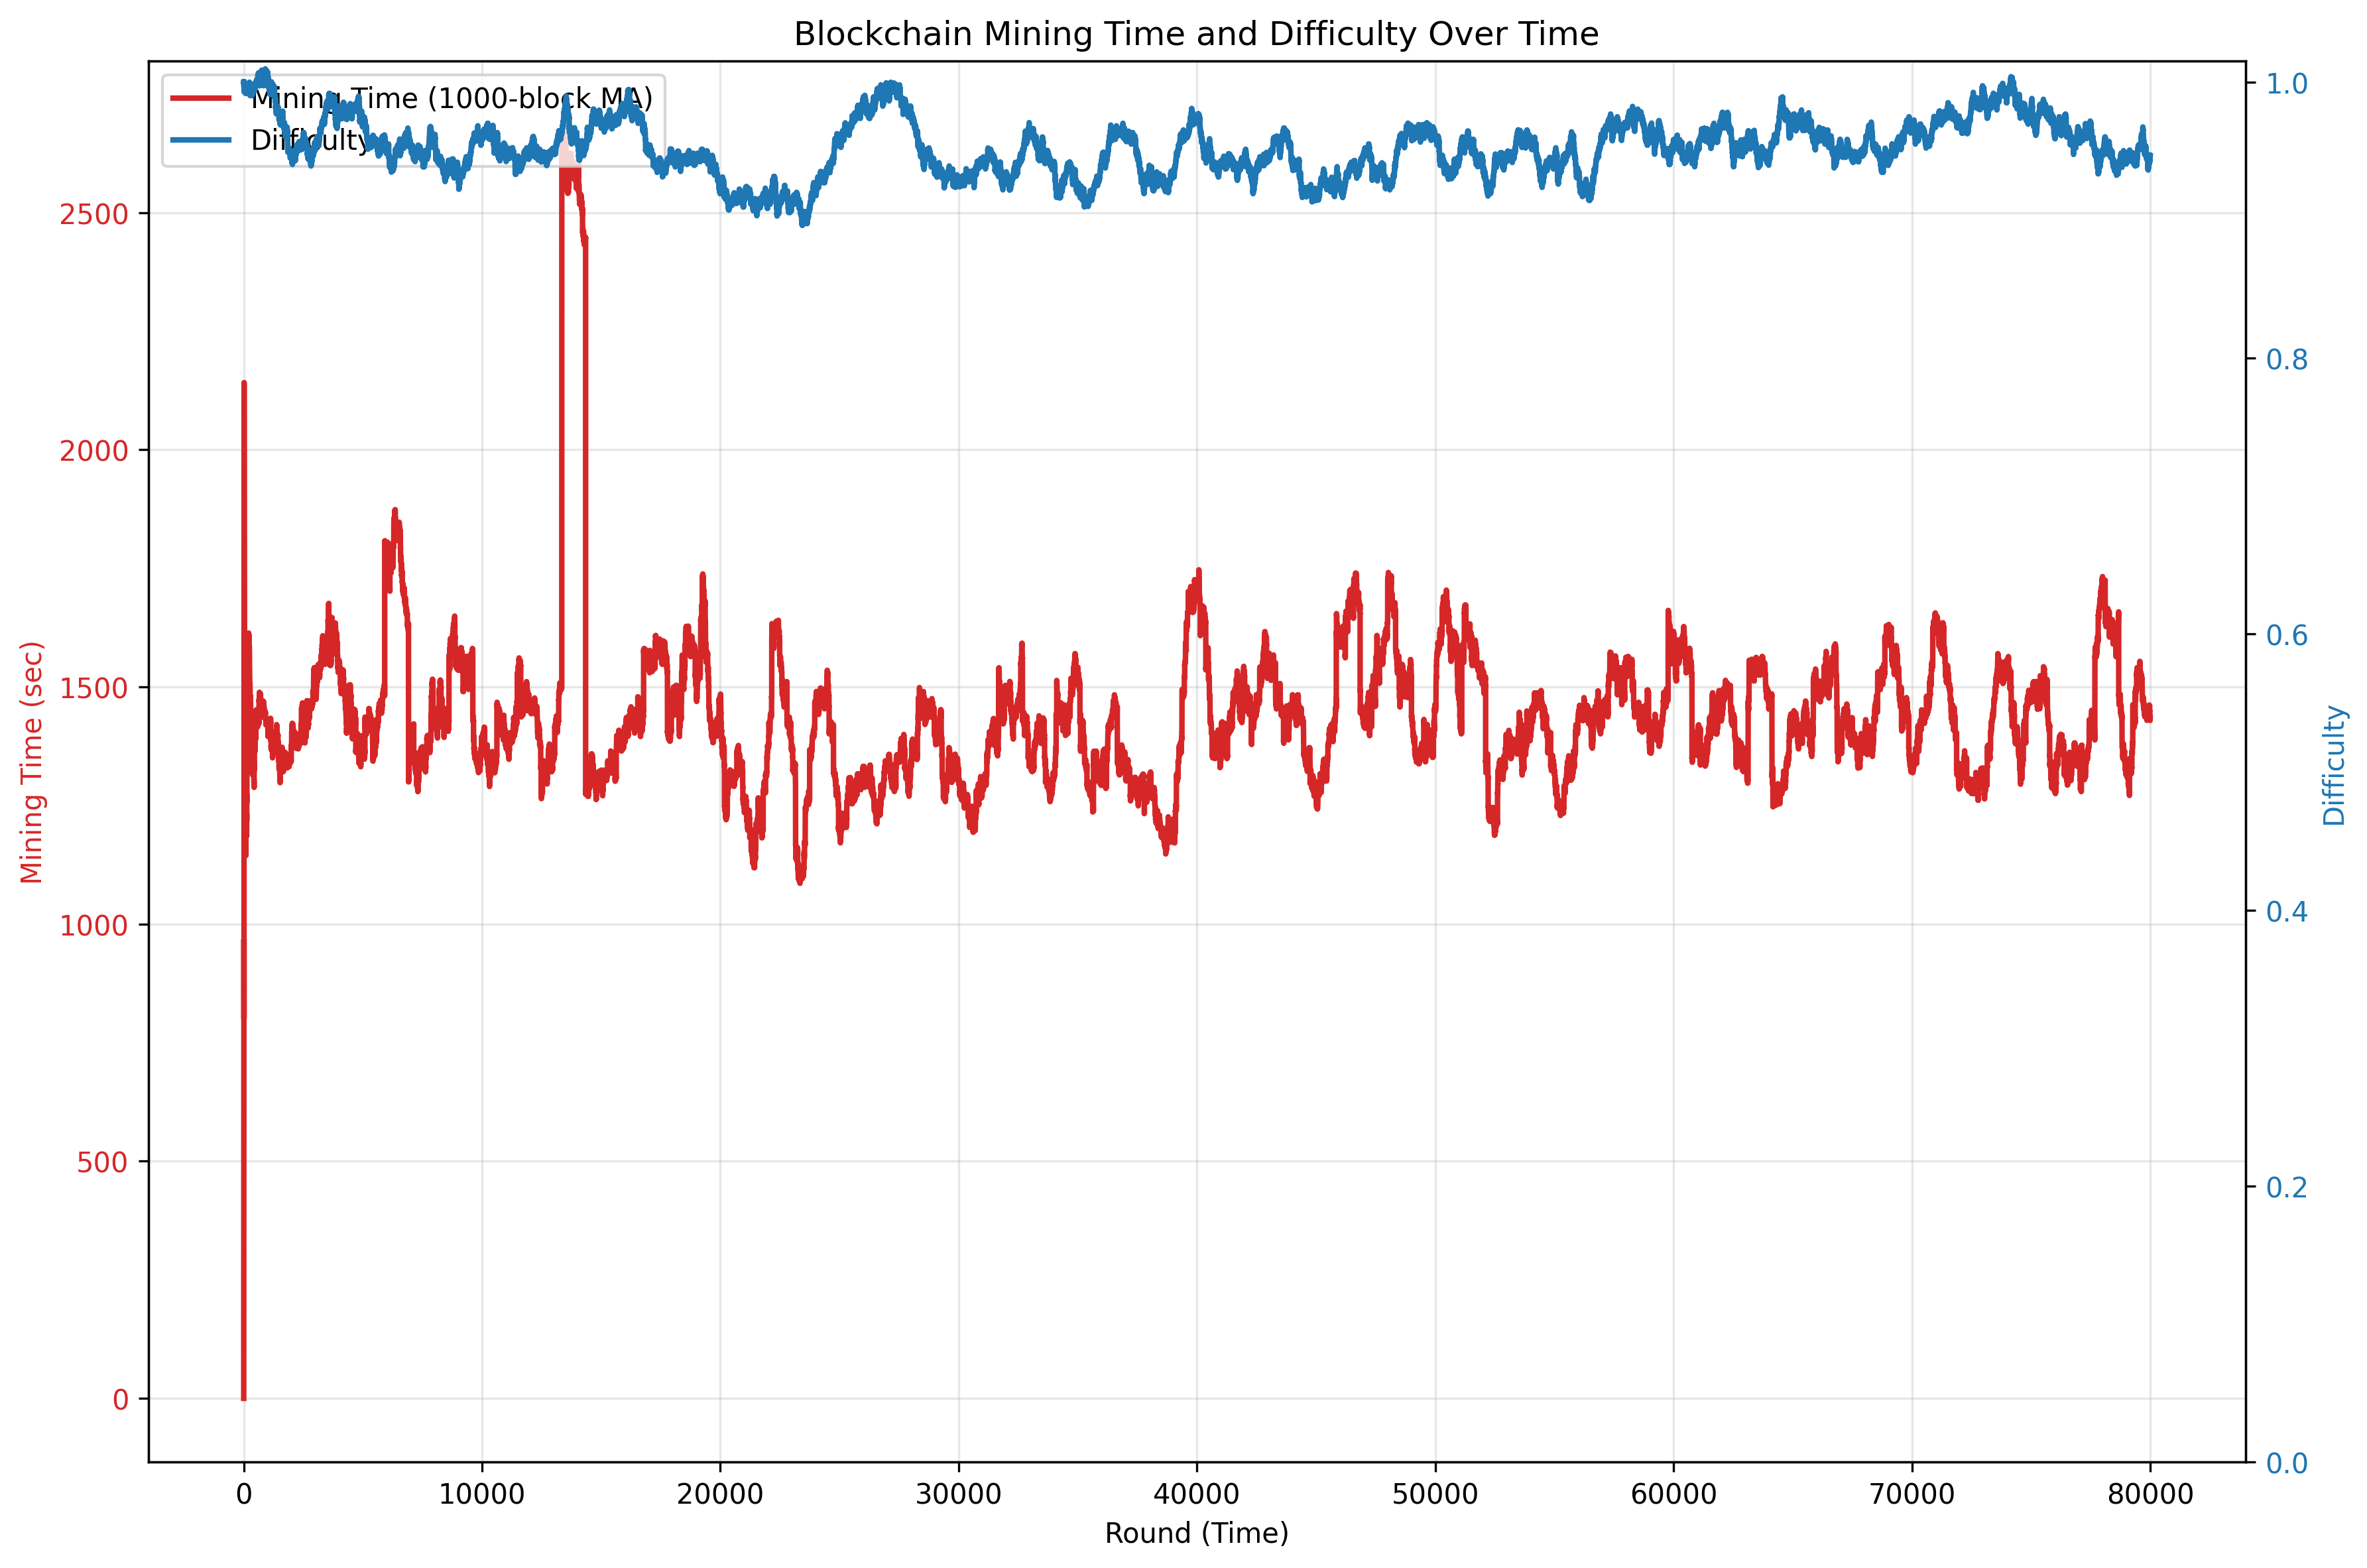 Blockchain Mining Time and Difficulty Over Time
Mining Time (1000-block MA)
Difficulty
2500
2000
1500
1000
500
0
Mining Time (sec)
1.0
0.8
0.6
0.4
0.2
0.0
Difficulty
0 10000 20000 30000 40000 50000 60000 70000 80000
Round (Time)